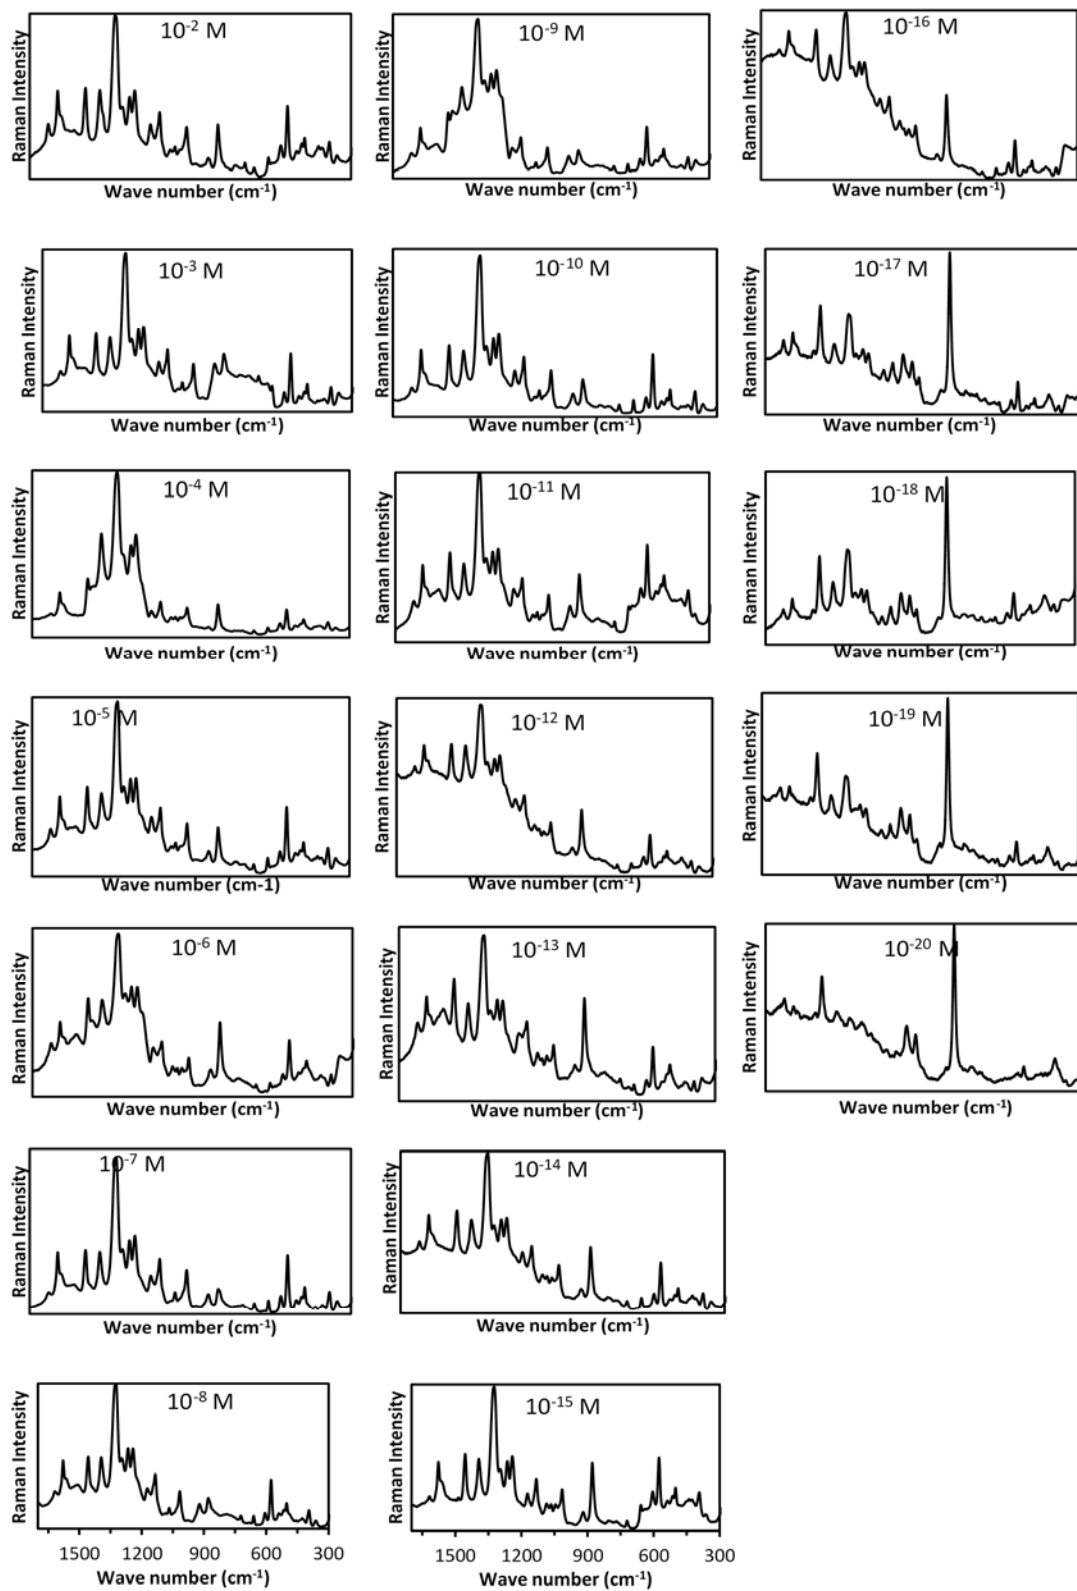 Raman Intensity
10⁻² M
Wave number (cm⁻¹)
Raman Intensity
10⁻⁹ M
Wave number (cm⁻¹)
Raman Intensity
10⁻¹⁶ M
Wave number (cm⁻¹)
Raman Intensity
10⁻³ M
Wave number (cm⁻¹)
Raman Intensity
10⁻¹⁰ M
Wave number (cm⁻¹)
Raman Intensity
10⁻¹⁷ M
Wave number (cm⁻¹)
Raman Intensity
10⁻⁴ M
Wave number (cm⁻¹)
Raman Intensity
10⁻¹¹ M
Wave number (cm⁻¹)
Raman Intensity
10⁻¹⁸ M
Wave number (cm⁻¹)
Raman Intensity
10⁻⁵ M
Wave number (cm-1)
Raman Intensity
10⁻¹² M
Wave number (cm⁻¹)
Raman Intensity
10⁻¹⁹ M
Wave number (cm⁻¹)
Raman Intensity
10⁻⁶ M
Wave number (cm⁻¹)
Raman Intensity
10⁻¹³ M
Wave number (cm⁻¹)
Raman Intensity
10⁻²⁰ M
Wave number (cm⁻¹)
Raman Intensity
10⁻⁷ M
Wave number (cm⁻¹)
Raman Intensity
10⁻¹⁴ M
Wave number (cm⁻¹)
Raman Intensity
10⁻⁸ M
1500 1200 900 600 300
Wave number (cm⁻¹)
Raman Intensity
10⁻¹⁵ M
1500 1200 900 600 300
Wave number (cm⁻¹)